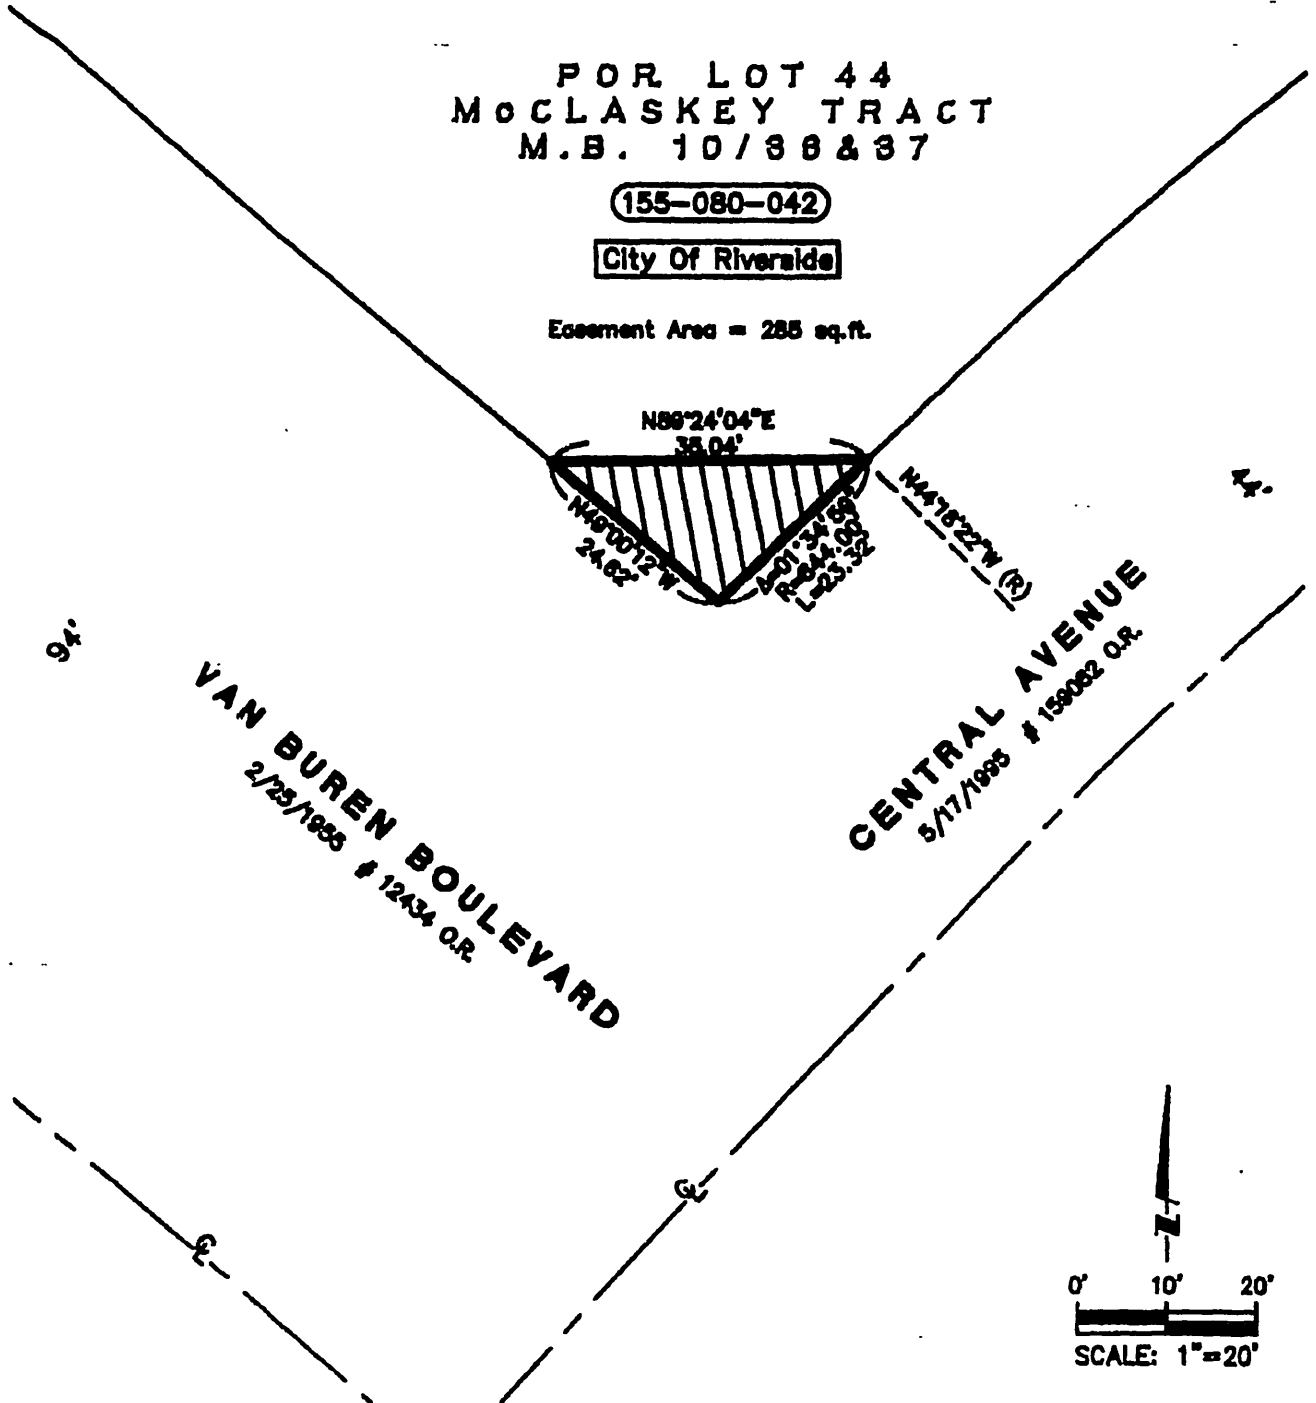 POR LOT 44
McCLASKEY TRACT
M.B. 10/36&37
155-080-042
City Of Riverside
Easement Area = 285 sq.ft.
N89°24'04"E
35.04'
N49°00'12"W
24.62'
Δ=01°34'59"
R=844.00'
L=23.32'
N44°18'22"W (R)
44'
94'
VAN BUREN BOULEVARD
2/25/1955 # 12434 O.R.
CENTRAL AVENUE
5/17/1995 # 159062 O.R.
℄
℄
N
0' 10' 20'
SCALE: 1"=20'